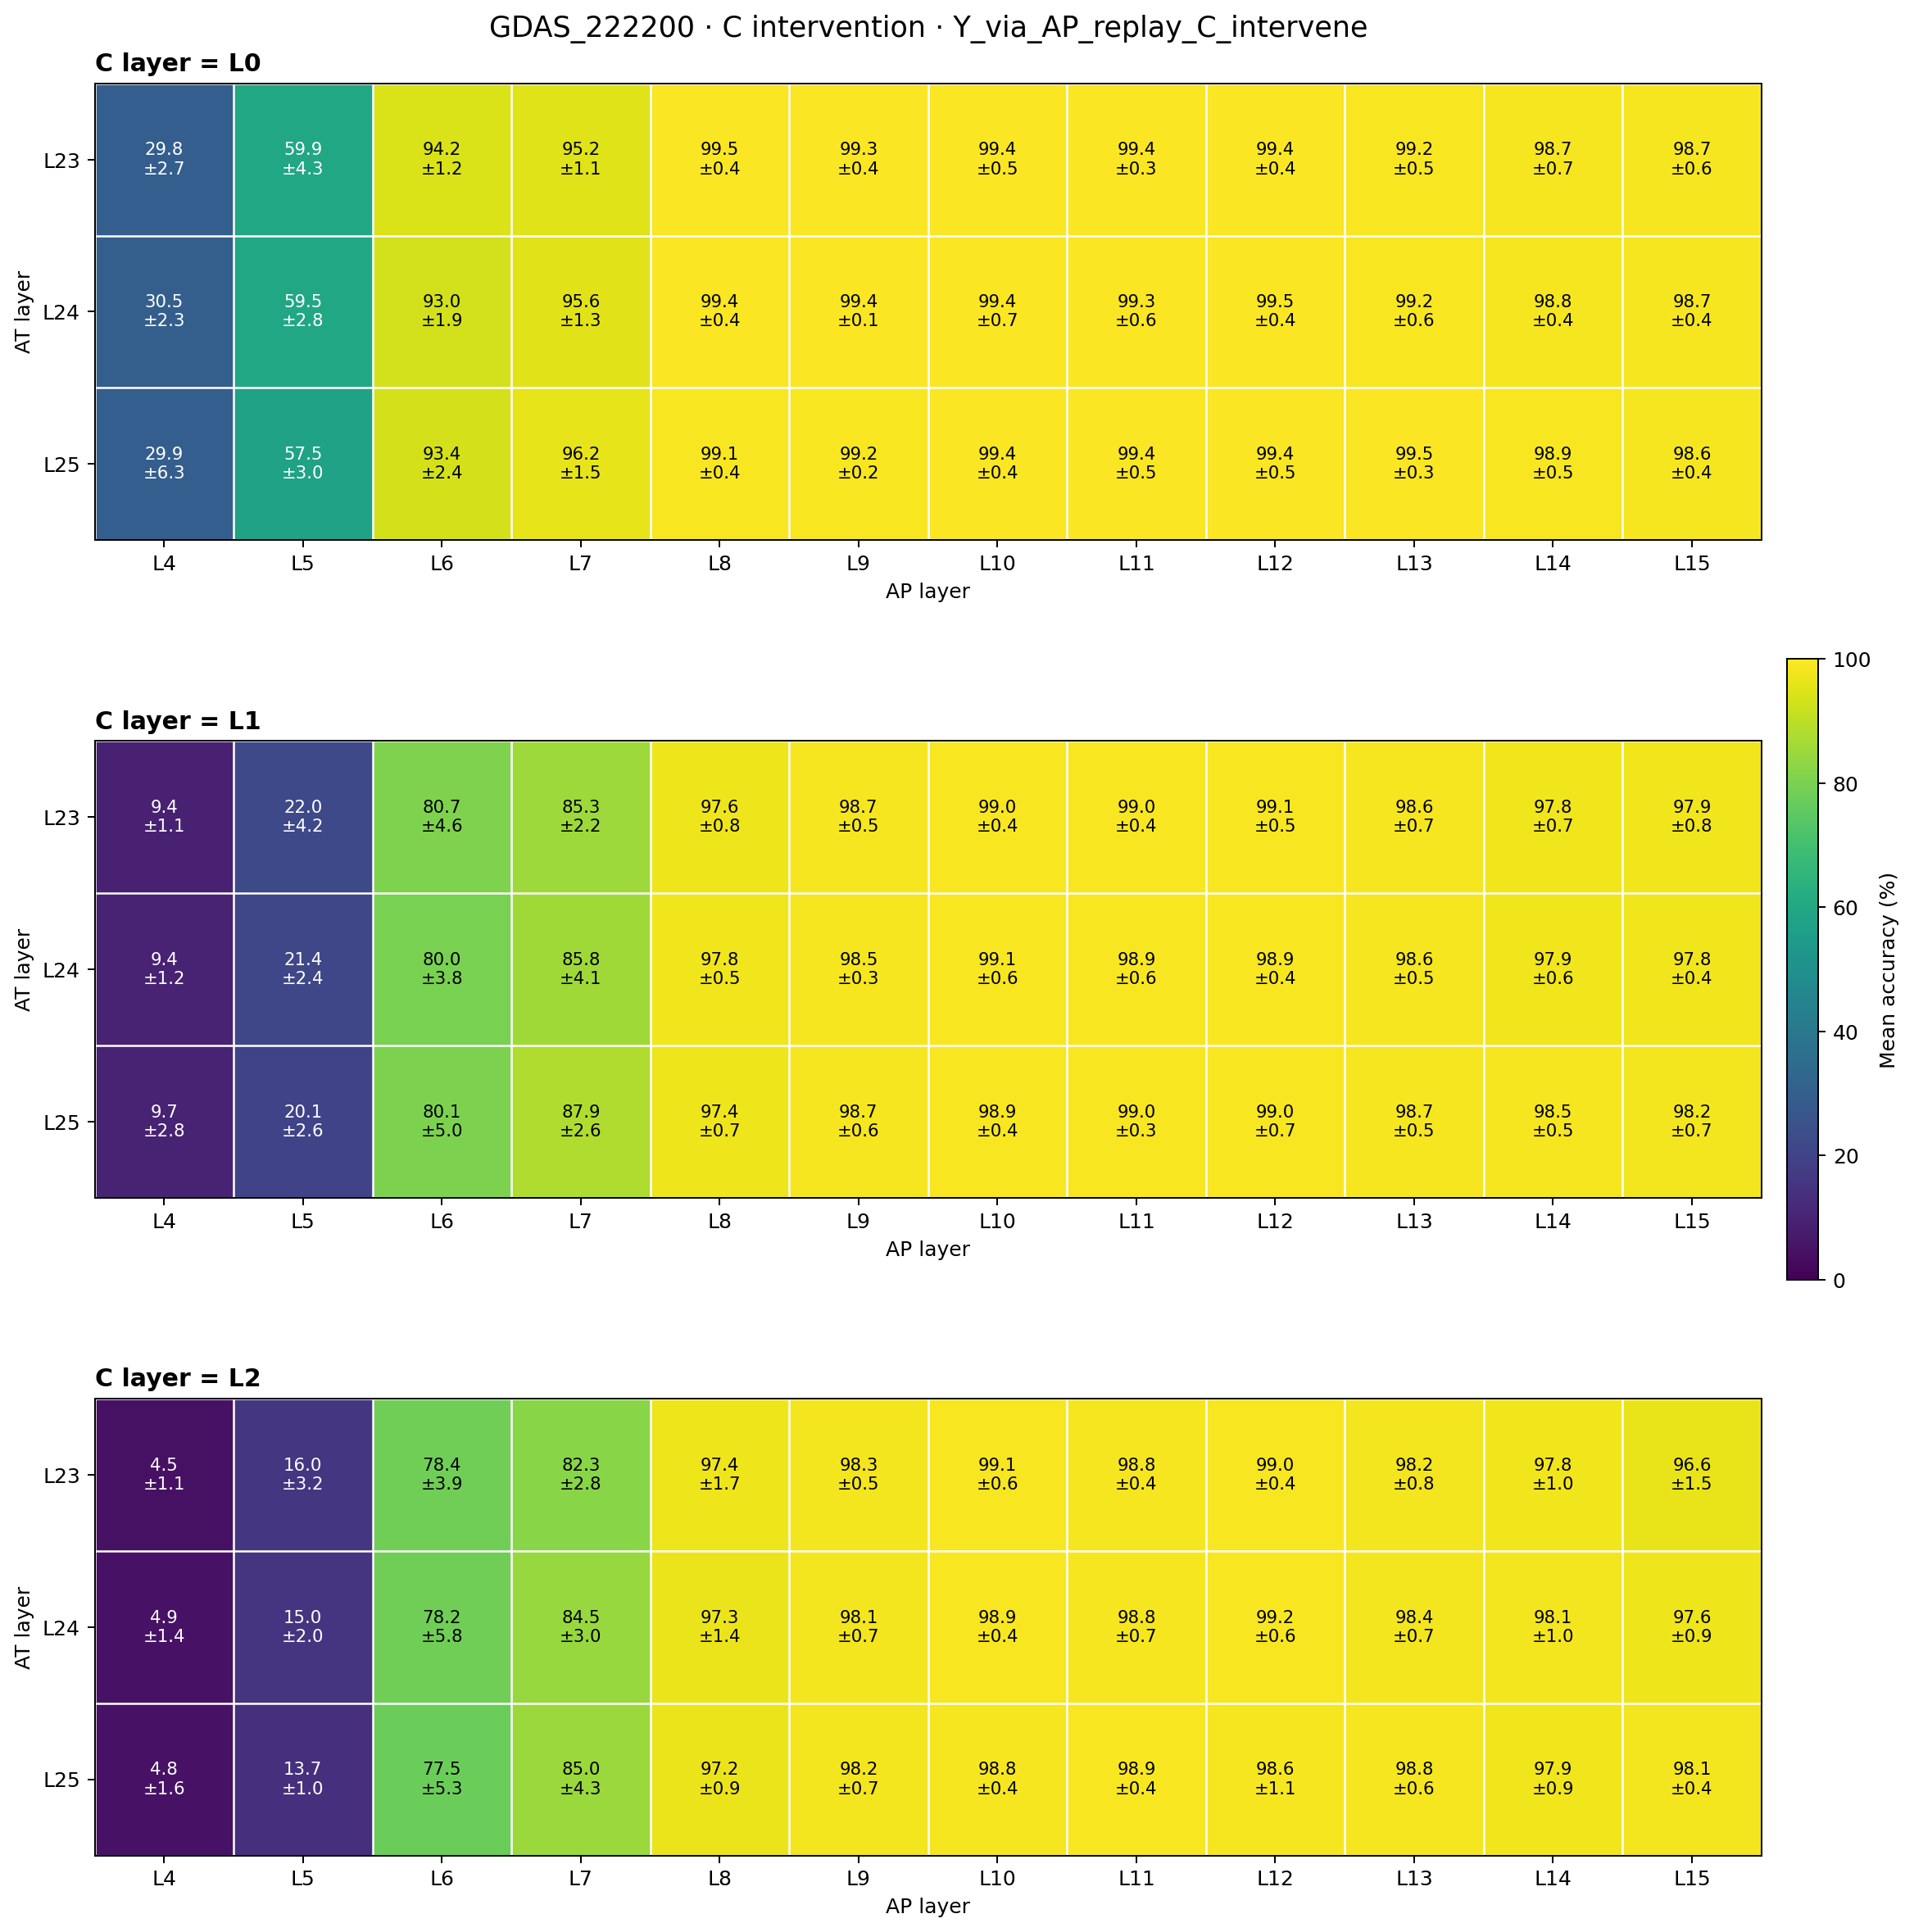 GDAS_222200 · C intervention · Y_via_AP_replay_C_intervene
C layer = L0
AT layer
L23
29.8 59.9 94.2 95.2 99.5 99.3 99.4 99.4 99.4 99.2 98.7 98.7
±2.7 ±4.3 ±1.2 ±1.1 ±0.4 ±0.4 ±0.5 ±0.3 ±0.4 ±0.5 ±0.7 ±0.6
L24
30.5 59.5 93.0 95.6 99.4 99.4 99.4 99.3 99.5 99.2 98.8 98.7
±2.3 ±2.8 ±1.9 ±1.3 ±0.4 ±0.1 ±0.7 ±0.6 ±0.4 ±0.6 ±0.4 ±0.4
L25
29.9 57.5 93.4 96.2 99.1 99.2 99.4 99.4 99.4 99.5 98.9 98.6
±6.3 ±3.0 ±2.4 ±1.5 ±0.4 ±0.2 ±0.4 ±0.5 ±0.5 ±0.3 ±0.5 ±0.4
L4 L5 L6 L7 L8 L9 L10 L11 L12 L13 L14 L15
AP layer
C layer = L1
AT layer
L23
9.4 22.0 80.7 85.3 97.6 98.7 99.0 99.0 99.1 98.6 97.8 97.9
±1.1 ±4.2 ±4.6 ±2.2 ±0.8 ±0.5 ±0.4 ±0.4 ±0.5 ±0.7 ±0.7 ±0.8
L24
9.4 21.4 80.0 85.8 97.8 98.5 99.1 98.9 98.9 98.6 97.9 97.8
±1.2 ±2.4 ±3.8 ±4.1 ±0.5 ±0.3 ±0.6 ±0.6 ±0.4 ±0.5 ±0.6 ±0.4
L25
9.7 20.1 80.1 87.9 97.4 98.7 98.9 99.0 99.0 98.7 98.5 98.2
±2.8 ±2.6 ±5.0 ±2.6 ±0.7 ±0.6 ±0.4 ±0.3 ±0.7 ±0.5 ±0.5 ±0.7
L4 L5 L6 L7 L8 L9 L10 L11 L12 L13 L14 L15
AP layer
100
80
60
40
20
0
Mean accuracy (%)
C layer = L2
AT layer
L23
4.5 16.0 78.4 82.3 97.4 98.3 99.1 98.8 99.0 98.2 97.8 96.6
±1.1 ±3.2 ±3.9 ±2.8 ±1.7 ±0.5 ±0.6 ±0.4 ±0.4 ±0.8 ±1.0 ±1.5
L24
4.9 15.0 78.2 84.5 97.3 98.1 98.9 98.8 99.2 98.4 98.1 97.6
±1.4 ±2.0 ±5.8 ±3.0 ±1.4 ±0.7 ±0.4 ±0.7 ±0.6 ±0.7 ±1.0 ±0.9
L25
4.8 13.7 77.5 85.0 97.2 98.2 98.8 98.9 98.6 98.8 97.9 98.1
±1.6 ±1.0 ±5.3 ±4.3 ±0.9 ±0.7 ±0.4 ±0.4 ±1.1 ±0.6 ±0.9 ±0.4
L4 L5 L6 L7 L8 L9 L10 L11 L12 L13 L14 L15
AP layer